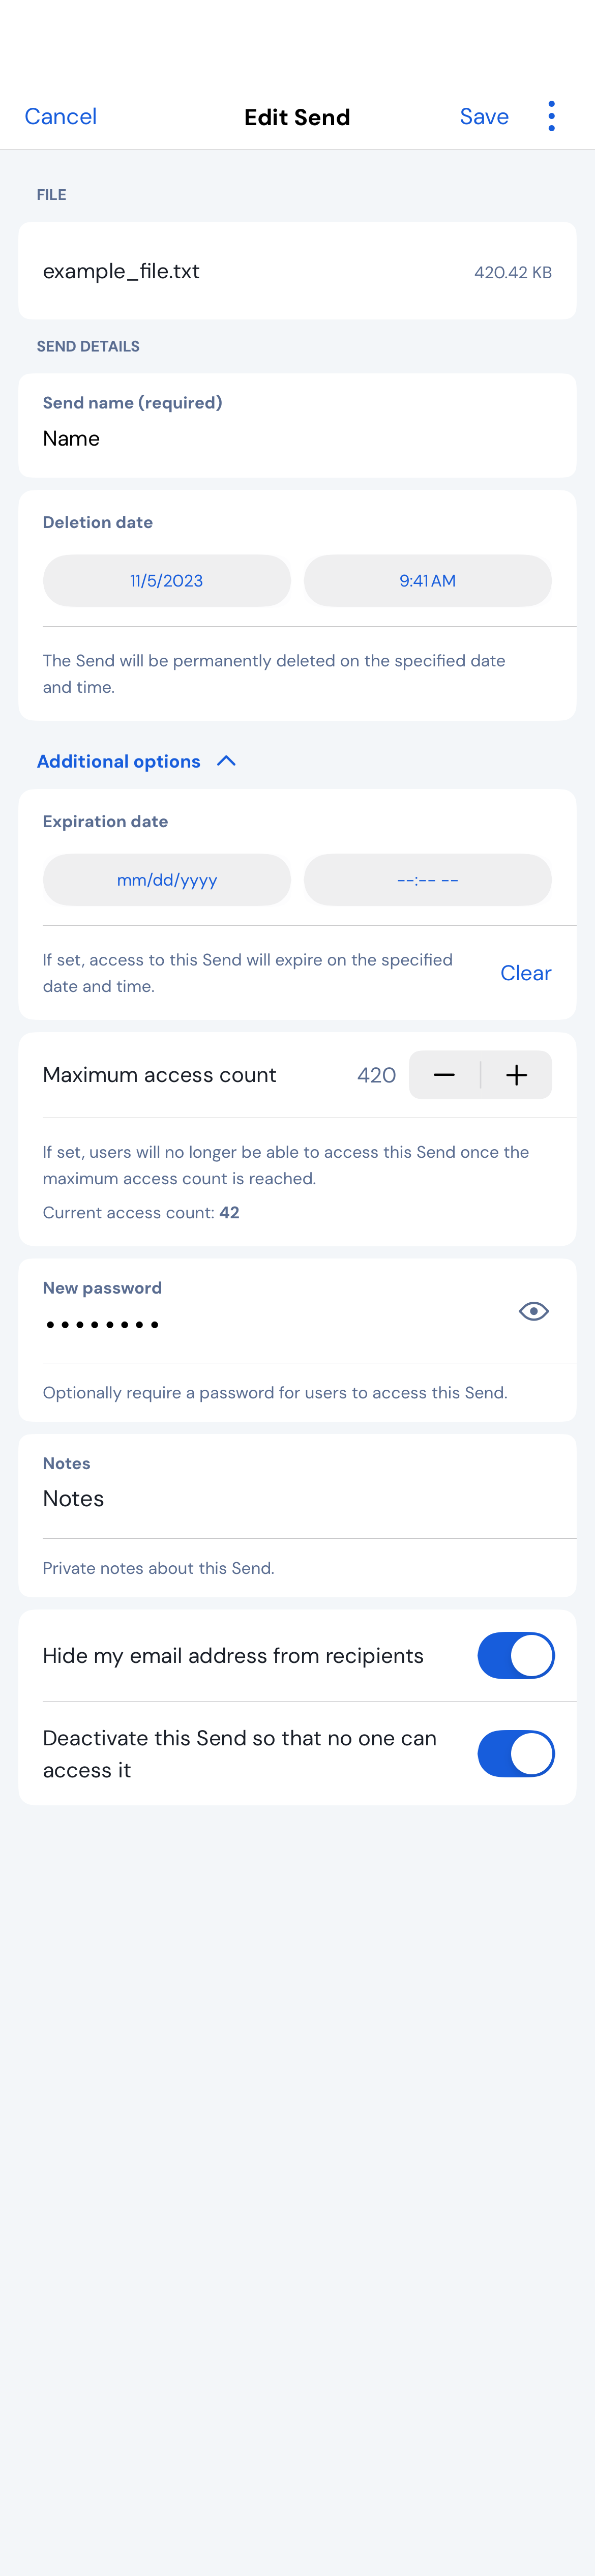 Cancel
Edit Send
Save
FILE
example_file.txt
420.42 KB
SEND DETAILS
Send name (required)
Name
Deletion date
11/5/2023
9:41 AM
The Send will be permanently deleted on the specified date
and time.
Additional options
Expiration date
mm/dd/yyyy
--:-- --
If set, access to this Send will expire on the specified
date and time.
Clear
Maximum access count
420
If set, users will no longer be able to access this Send once the
maximum access count is reached.
Current access count: 42
New password
••••••••
Optionally require a password for users to access this Send.
Notes
Notes
Private notes about this Send.
Hide my email address from recipients
Deactivate this Send so that no one can
access it